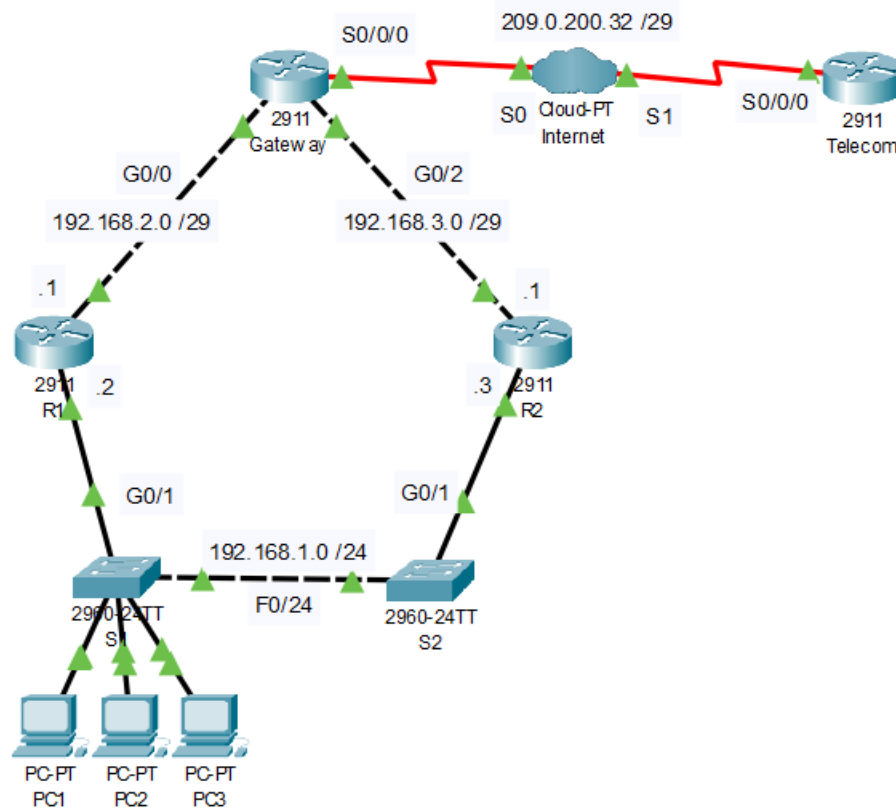 S0/0/0
209.0.200.32 /29
2911
Gateway
S0
Cloud-PT
Internet
S1
S0/0/0
2911
Telecom
G0/0
G0/2
192.168.2.0 /29
192.168.3.0 /29
.1
.1
2911
R1
.2
.3
2911
R2
G0/1
G0/1
192.168.1.0 /24
F0/24
2960-24TT
S1
2960-24TT
S2
PC-PT
PC1
PC-PT
PC2
PC-PT
PC3